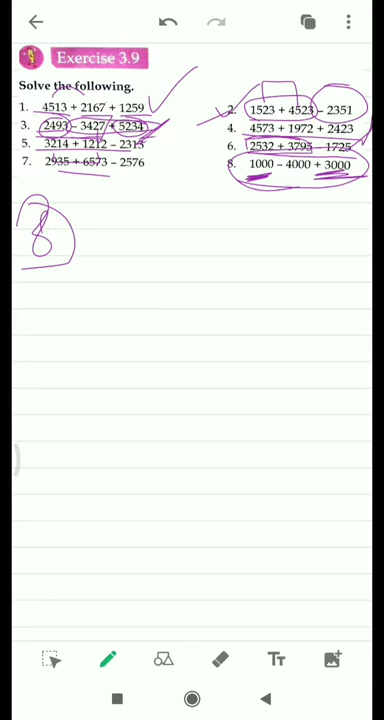 Exercise 3.9
Solve the following.
1. 4513 + 2167 + 1259
2. 1523 + 4523 – 2351
3. 2493 – 3427 + 5234
4. 4573 + 1972 + 2423
5. 3214 + 1212 – 2313
6. 2532 + 3795 – 1725
7. 2935 + 6573 – 2576
8. 1000 – 4000 + 3000
8
Tт